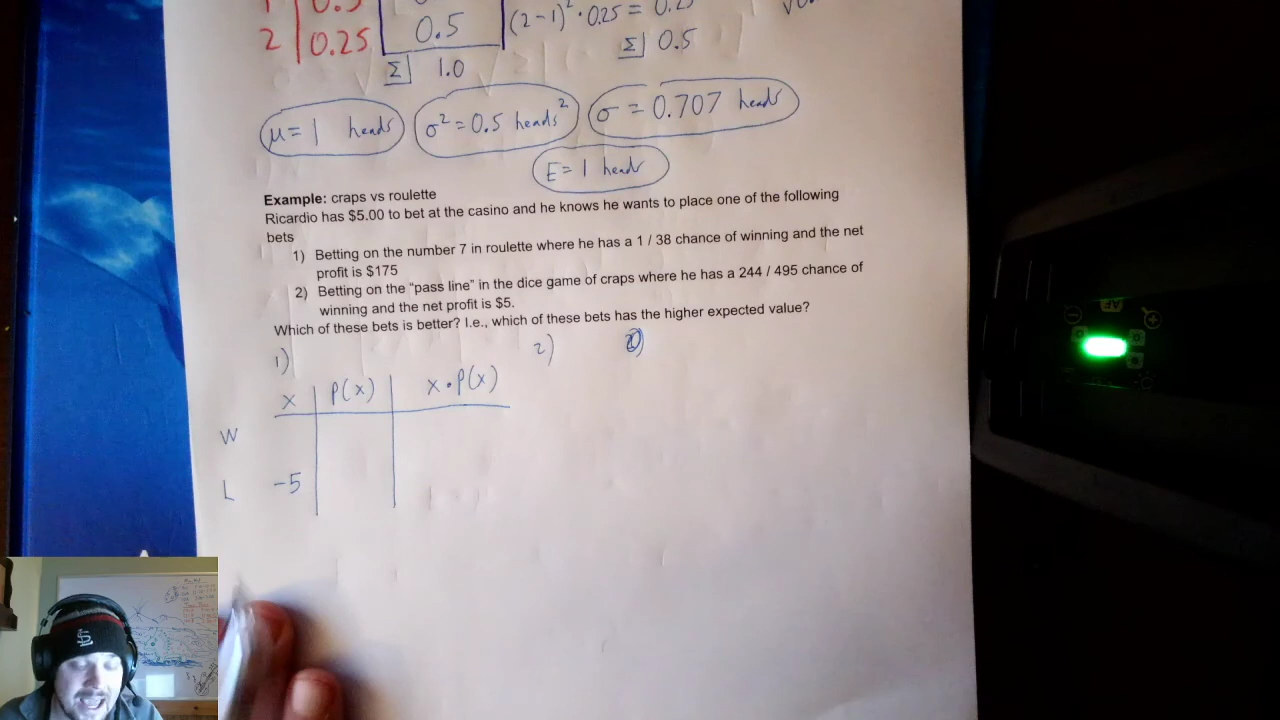 1 0.5
2 0.25 0.5 (2-1)² · 0.25 = 0.25
Σ 1.0 Σ 0.5
μ = 1 heads σ² = 0.5 heads² σ = 0.707 heads
E = 1 heads
Example: craps vs roulette
Ricardio has $5.00 to bet at the casino and he knows he wants to place one of the following
bets
1) Betting on the number 7 in roulette where he has a 1 / 38 chance of winning and the net
profit is $175
2) Betting on the “pass line” in the dice game of craps where he has a 244 / 495 chance of
winning and the net profit is $5.
Which of these bets is better? I.e., which of these bets has the higher expected value?
1) 2)
x P(x) x·P(x)
W
L -5